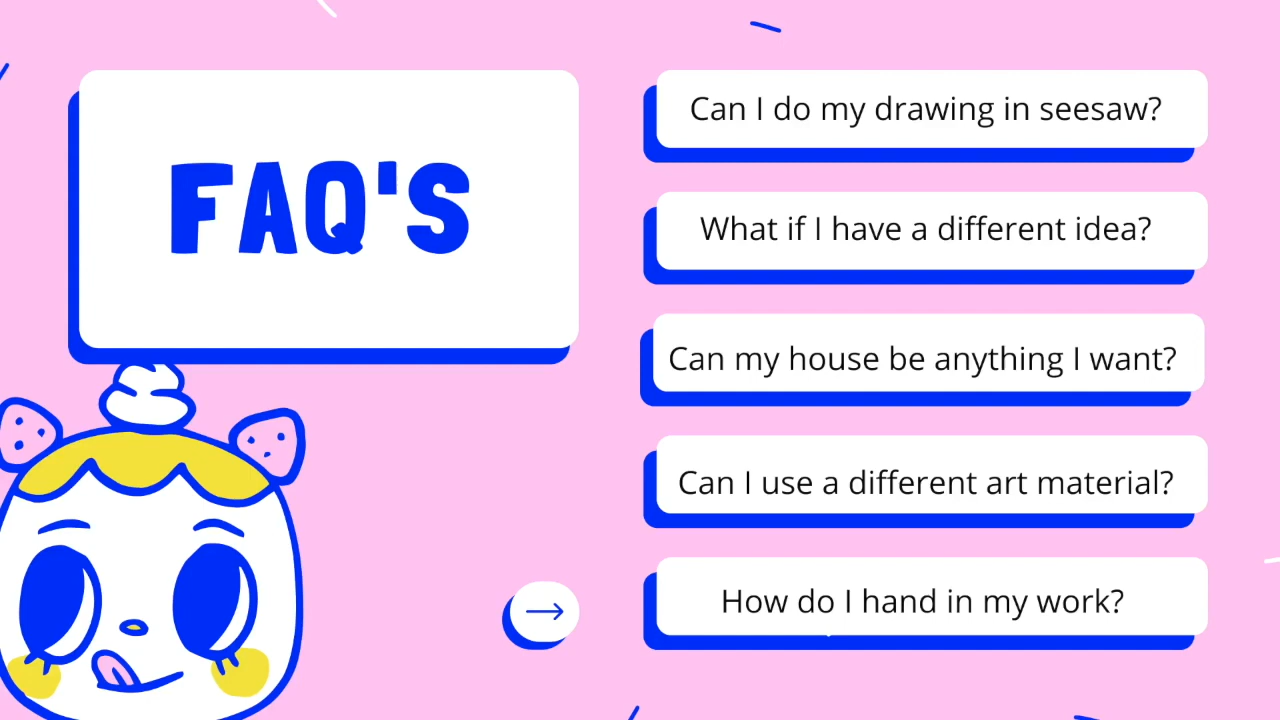 FAQ'S
Can I do my drawing in seesaw?
What if I have a different idea?
Can my house be anything I want?
Can I use a different art material?
How do I hand in my work?